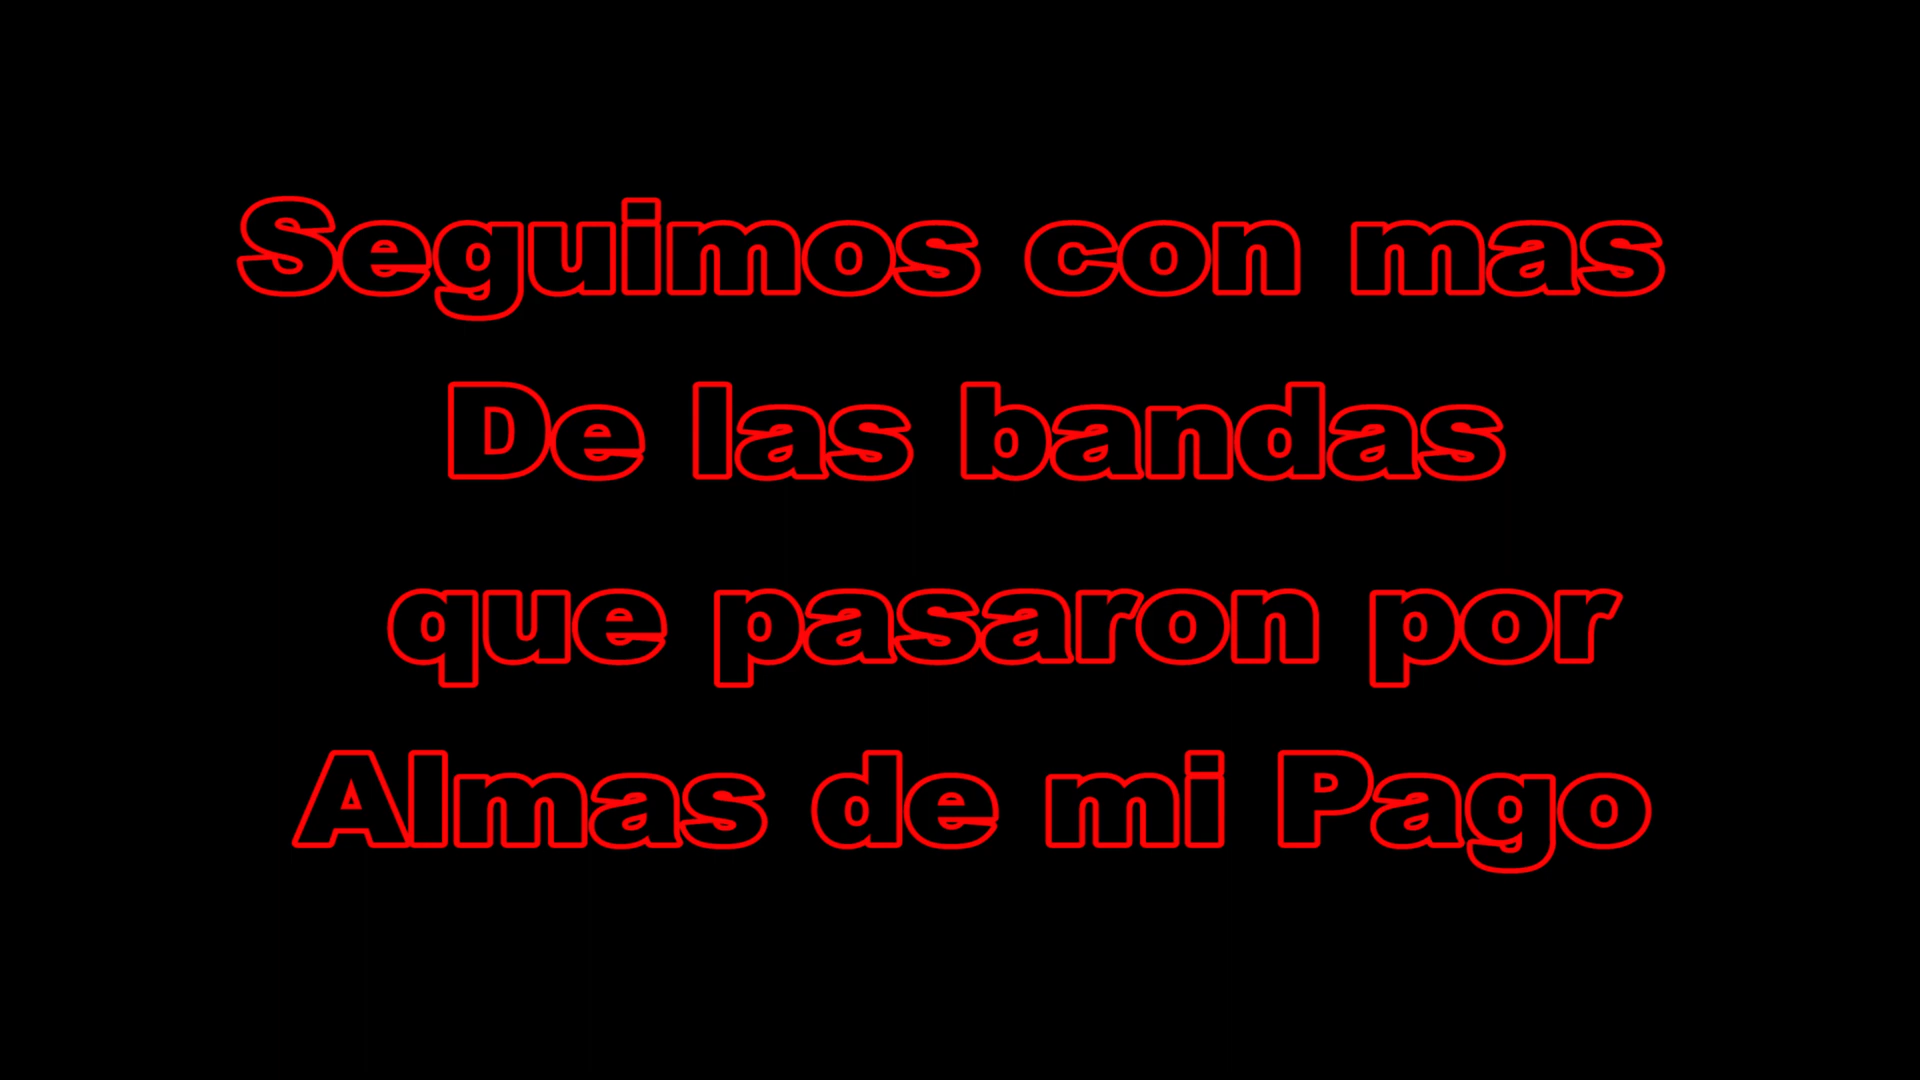 Seguimos con mas
De las bandas
que pasaron por
Almas de mi Pago